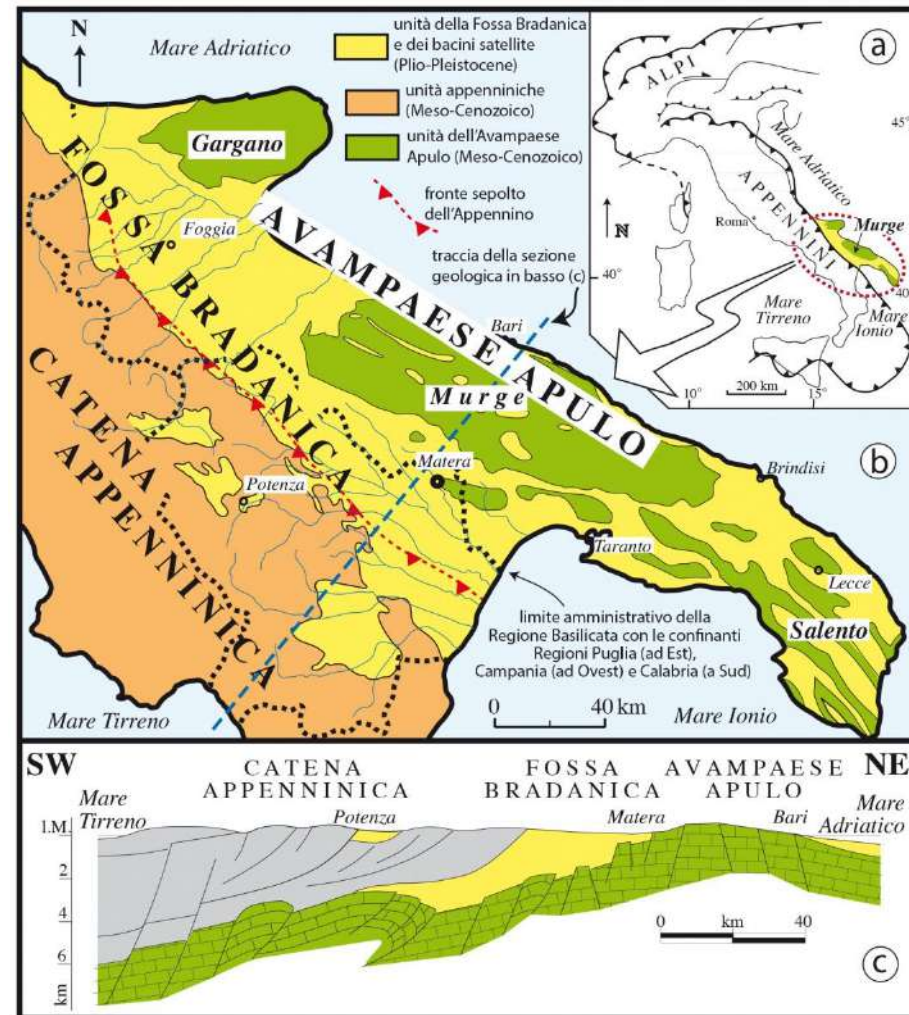 N
Mare Adriatico
unità della Fossa Bradanica
e dei bacini satellite
(Plio-Pleistocene)
unità appenniniche
(Meso-Cenozoico)
unità dell'Avampaese
Apulo (Meso-Cenozoico)
fronte sepolto
dell'Appennino
traccia della sezione
geologica in basso (c)
a
ALPI
45°
Mare Adriatico
APPENNINI
Roma
N
Murge
40°
40
Mare
Tirreno
Mare
Ionio
10°
200 km
15°
Gargano
FOSSA BRADANICA
Foggia
AVAMPAESE APULO
Bari
Murge
CATENA
APPENNINICA
Matera
Potenza
Brindisi
b
Taranto
Lecce
Salento
limite amministrativo della
Regione Basilicata con le confinanti
Regioni Puglia (ad Est),
Campania (ad Ovest) e Calabria (a Sud)
0 40 km
Mare Tirreno
Mare Ionio
SW
CATENA
APPENNINICA
FOSSA
BRADANICA
AVAMPAESE
APULO
NE
Mare
Tirreno
Potenza
Matera
Bari
Mare
Adriatico
l.M.
2
4
6
km
0 km 40
c